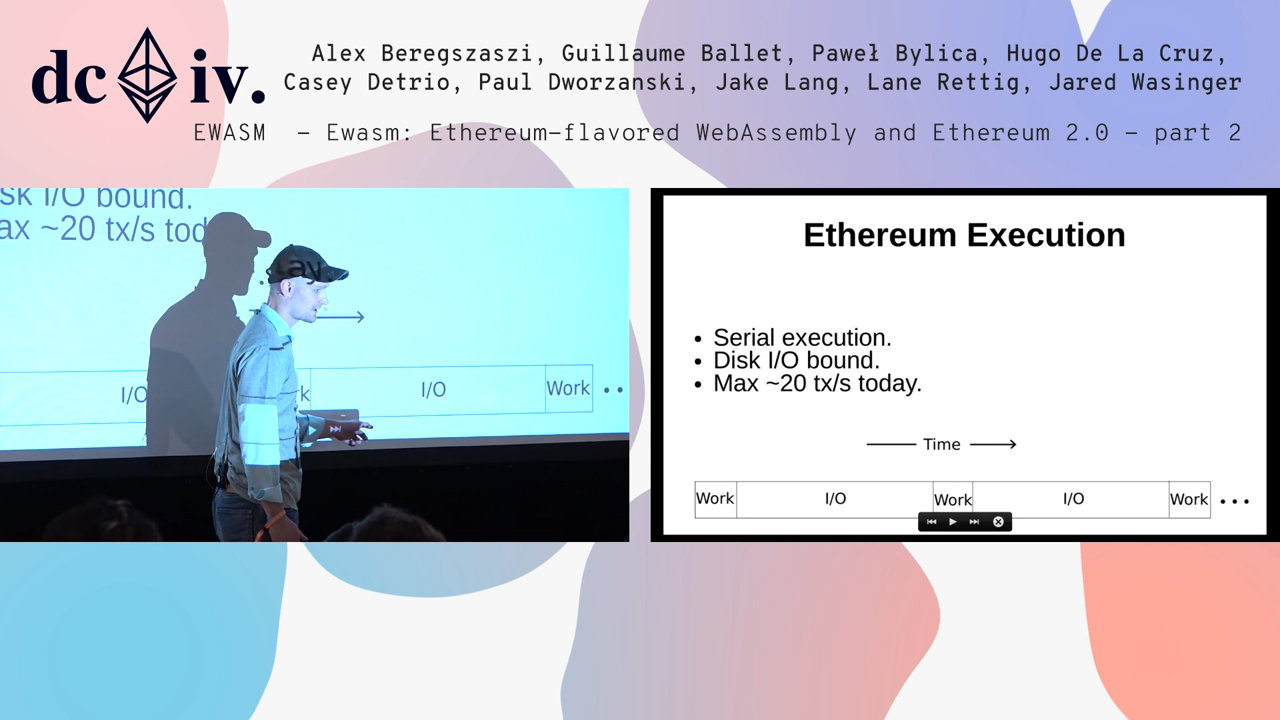 dc iv.
Alex Beregszaszi, Guillaume Ballet, Paweł Bylica, Hugo De La Cruz,
Casey Detrio, Paul Dworzanski, Jake Lang, Lane Rettig, Jared Wasinger
EWASM - Ewasm: Ethereum-flavored WebAssembly and Ethereum 2.0 - part 2
sk I/O bound.
ax ~20 tx/s tod
I/O k I/O Work
Ethereum Execution
• Serial execution.
• Disk I/O bound.
• Max ~20 tx/s today.
Time
Work I/O Work I/O Work ...